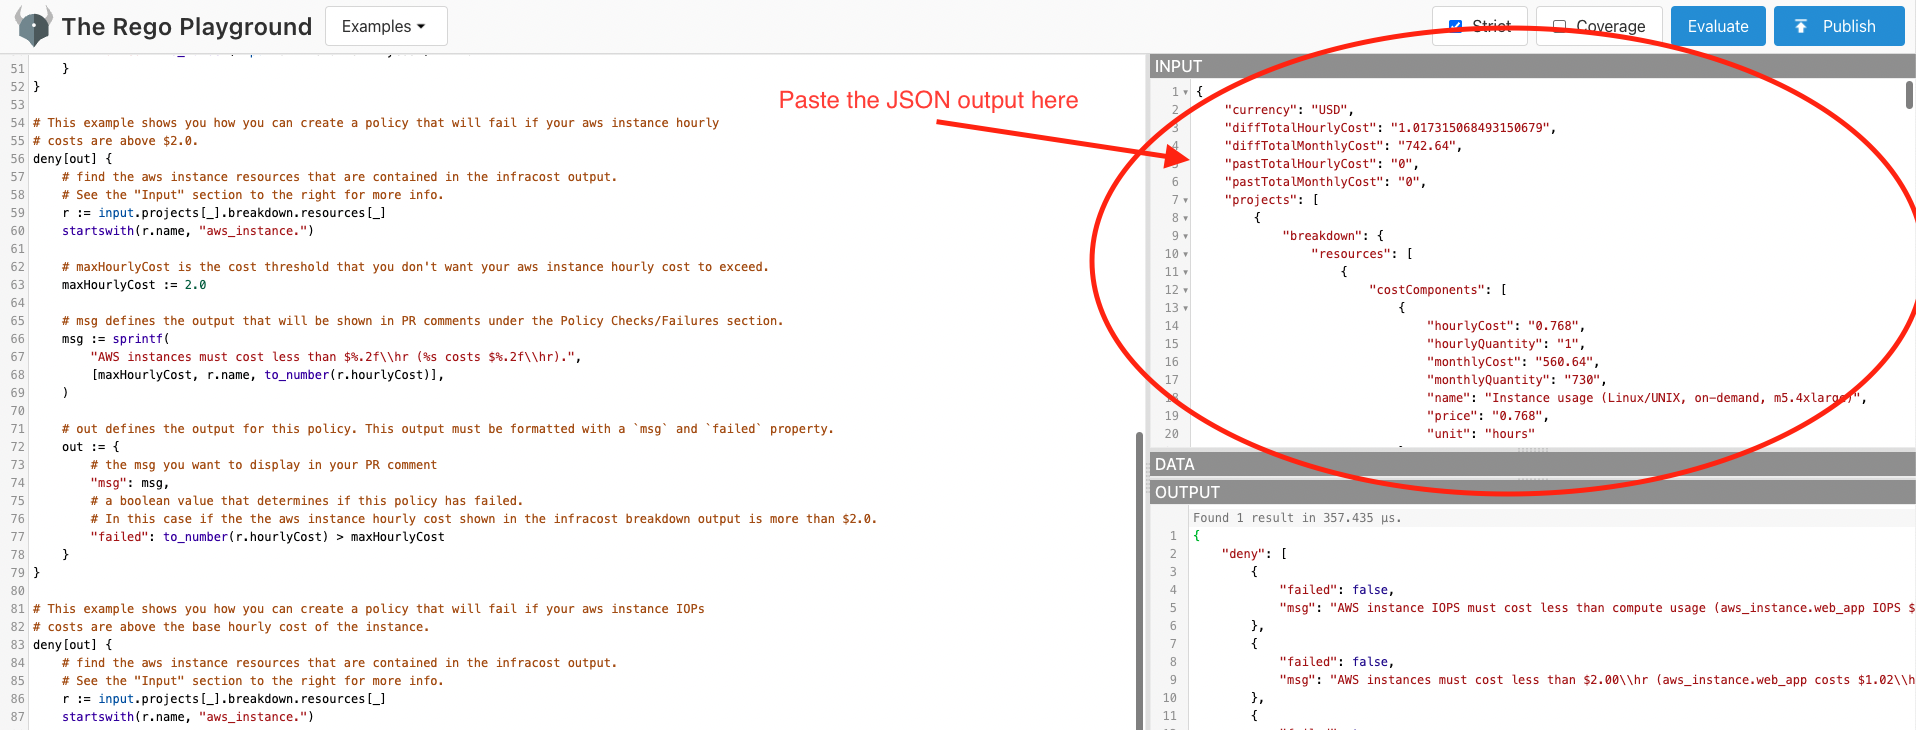 The Rego Playground
Examples
Strict
Coverage
Evaluate
Publish
51 }
52 }
53
54 # This example shows you how you can create a policy that will fail if your aws instance hourly
55 # costs are above $2.0.
56 deny[out] {
57 # find the aws instance resources that are contained in the infracost output.
58 # See the "Input" section to the right for more info.
59 r := input.projects[_].breakdown.resources[_]
60 startswith(r.name, "aws_instance.")
61
62 # maxHourlyCost is the cost threshold that you don't want your aws instance hourly cost to exceed.
63 maxHourlyCost := 2.0
64
65 # msg defines the output that will be shown in PR comments under the Policy Checks/Failures section.
66 msg := sprintf(
67 "AWS instances must cost less than $%.2f\\hr (%s costs $%.2f\\hr).",
68 [maxHourlyCost, r.name, to_number(r.hourlyCost)],
69 )
70
71 # out defines the output for this policy. This output must be formatted with a `msg` and `failed` property.
72 out := {
73 # the msg you want to display in your PR comment
74 "msg": msg,
75 # a boolean value that determines if this policy has failed.
76 # In this case if the the aws instance hourly cost shown in the infracost breakdown output is more than $2.0.
77 "failed": to_number(r.hourlyCost) > maxHourlyCost
78 }
79 }
80
81 # This example shows you how you can create a policy that will fail if your aws instance IOPs
82 # costs are above the base hourly cost of the instance.
83 deny[out] {
84 # find the aws instance resources that are contained in the infracost output.
85 # See the "Input" section to the right for more info.
86 r := input.projects[_].breakdown.resources[_]
87 startswith(r.name, "aws_instance.")
Paste the JSON output here
INPUT
1 {
2 "currency": "USD",
3 "diffTotalHourlyCost": "1.017315068493150679",
4 "diffTotalMonthlyCost": "742.64",
"pastTotalHourlyCost": "0",
6 "pastTotalMonthlyCost": "0",
7 "projects": [
8 {
9 "breakdown": {
10 "resources": [
11 {
12 "costComponents": [
13 {
14 "hourlyCost": "0.768",
15 "hourlyQuantity": "1",
16 "monthlyCost": "560.64",
17 "monthlyQuantity": "730",
18 "name": "Instance usage (Linux/UNIX, on-demand, m5.4xlarge)",
19 "price": "0.768",
20 "unit": "hours"
DATA
OUTPUT
Found 1 result in 357.435 µs.
1 {
2 "deny": [
3 {
4 "failed": false,
5 "msg": "AWS instance IOPS must cost less than compute usage (aws_instance.web_app IOPS $
6 },
7 {
8 "failed": false,
9 "msg": "AWS instances must cost less than $2.00\\hr (aws_instance.web_app costs $1.02\\h
10 },
11 {